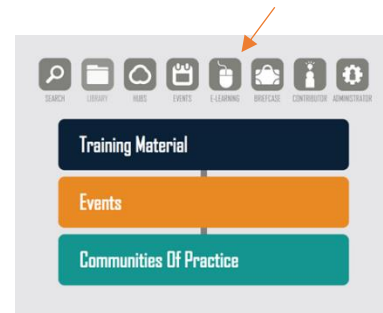 SEARCH LIBRARY HUBS EVENTS E-LEARNING BRIEFCASE CONTRIBUTOR ADMINISTRATOR
Training Material
Events
Communities Of Practice